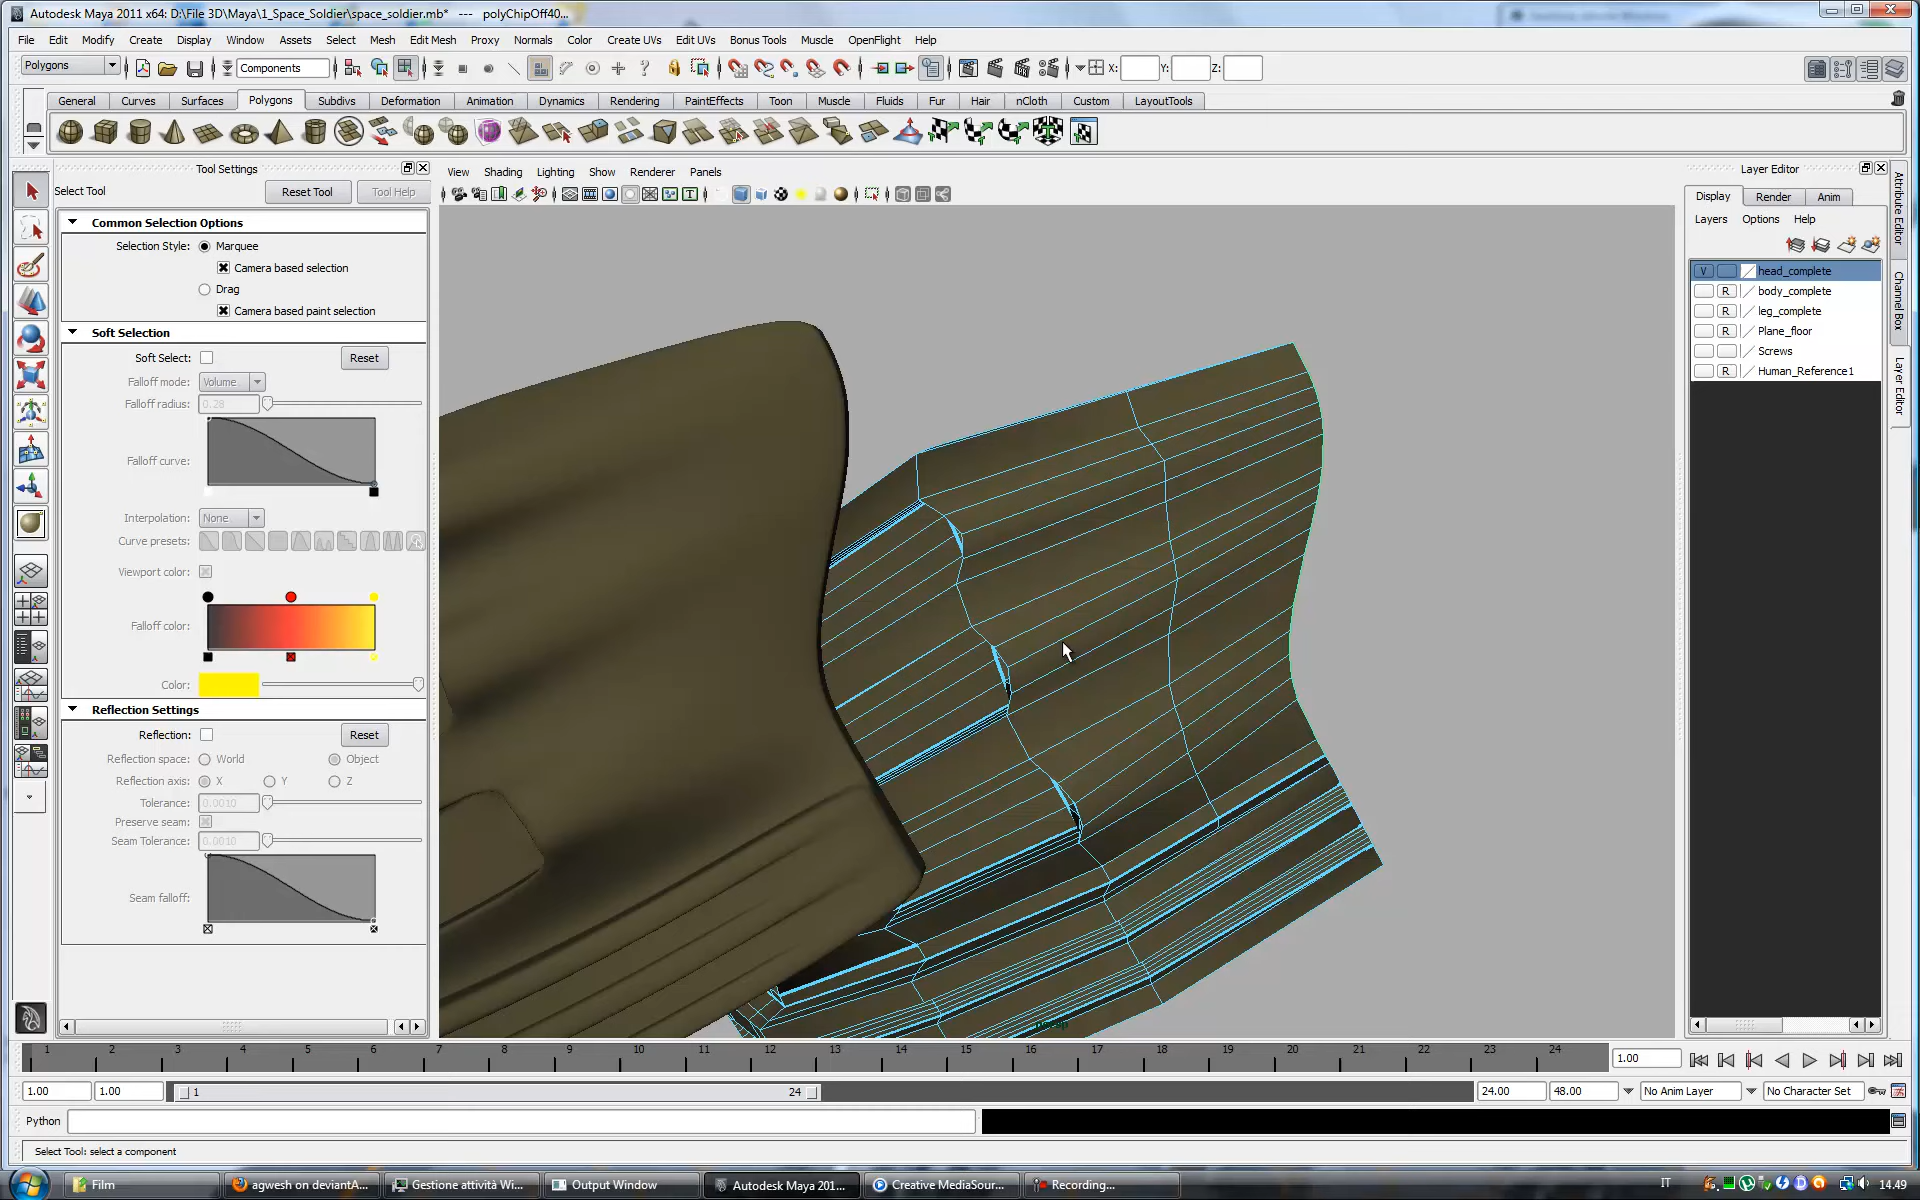 Autodesk Maya 2011 x64: D:\File 3D\Maya\1_Space_Soldier\space_soldier.mb* --- polyChipOff40...
File Edit Modify Create Display Window Assets Select Mesh Edit Mesh Proxy Normals Color Create UVs Edit UVs Bonus Tools Muscle OpenFlight Help
Polygons Components X: Y: Z:
General Curves Surfaces Polygons Subdivs Deformation Animation Dynamics Rendering PaintEffects Toon Muscle Fluids Fur Hair nCloth Custom LayoutTools
Tool Settings
Select Tool Reset Tool Tool Help
Common Selection Options
Selection Style: Marquee
Camera based selection
Drag
Camera based paint selection
Soft Selection
Soft Select: Reset
Falloff mode: Volume
Falloff radius: 0.28
Falloff curve:
Interpolation: None
Curve presets:
Viewport color:
Falloff color:
Color:
Reflection Settings
Reflection: Reset
Reflection space: World Object
Reflection axis: X Y Z
Tolerance: 0.0010
Preserve seam:
Seam Tolerance: 0.0010
Seam falloff:
View Shading Lighting Show Renderer Panels
persp
Layer Editor
Display Render Anim
Layers Options Help
V head_complete
R body_complete
R leg_complete
R Plane_floor
Screws
R Human_Reference1
Attribute Editor
Channel Box
Layer Editor
1 2 3 4 5 6 7 8 9 10 11 12 13 14 15 16 17 18 19 20 21 22 23 24 1.00
1.00 1.00 1 24 24.00 48.00 No Anim Layer No Character Set
Python
Select Tool: select a component
Film agwesh on deviantA... Gestione attività Wi... Output Window Autodesk Maya 201... Creative MediaSour... Recording... IT 14.49